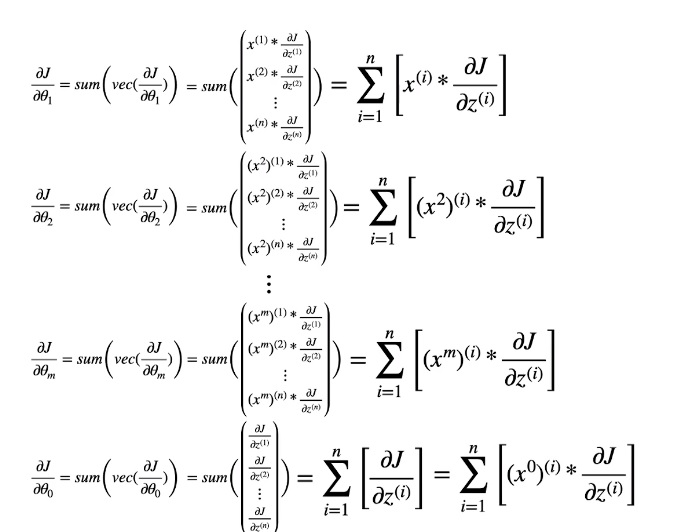 ∂J/∂θ₁ = sum(vec(∂J/∂θ₁)) = sum((x⁽¹⁾ * ∂J/∂z⁽¹⁾, x⁽²⁾ * ∂J/∂z⁽²⁾, ⋮, x⁽ⁿ⁾ * ∂J/∂z⁽ⁿ⁾)) = ∑ᵢ₌₁ⁿ [x⁽ⁱ⁾ * ∂J/∂z⁽ⁱ⁾]
∂J/∂θ₂ = sum(vec(∂J/∂θ₂)) = sum(((x²)⁽¹⁾ * ∂J/∂z⁽¹⁾, (x²)⁽²⁾ * ∂J/∂z⁽²⁾, ⋮, (x²)⁽ⁿ⁾ * ∂J/∂z⁽ⁿ⁾)) = ∑ᵢ₌₁ⁿ [(x²)⁽ⁱ⁾ * ∂J/∂z⁽ⁱ⁾]
⋮
∂J/∂θₘ = sum(vec(∂J/∂θₘ)) = sum(((xᵐ)⁽¹⁾ * ∂J/∂z⁽¹⁾, (xᵐ)⁽²⁾ * ∂J/∂z⁽²⁾, ⋮, (xᵐ)⁽ⁿ⁾ * ∂J/∂z⁽ⁿ⁾)) = ∑ᵢ₌₁ⁿ [(xᵐ)⁽ⁱ⁾ * ∂J/∂z⁽ⁱ⁾]
∂J/∂θ₀ = sum(vec(∂J/∂θ₀)) = sum((∂J/∂z⁽¹⁾, ∂J/∂z⁽²⁾, ⋮, ∂J/∂z⁽ⁿ⁾)) = ∑ᵢ₌₁ⁿ [∂J/∂z⁽ⁱ⁾] = ∑ᵢ₌₁ⁿ [(x⁰)⁽ⁱ⁾ * ∂J/∂z⁽ⁱ⁾]